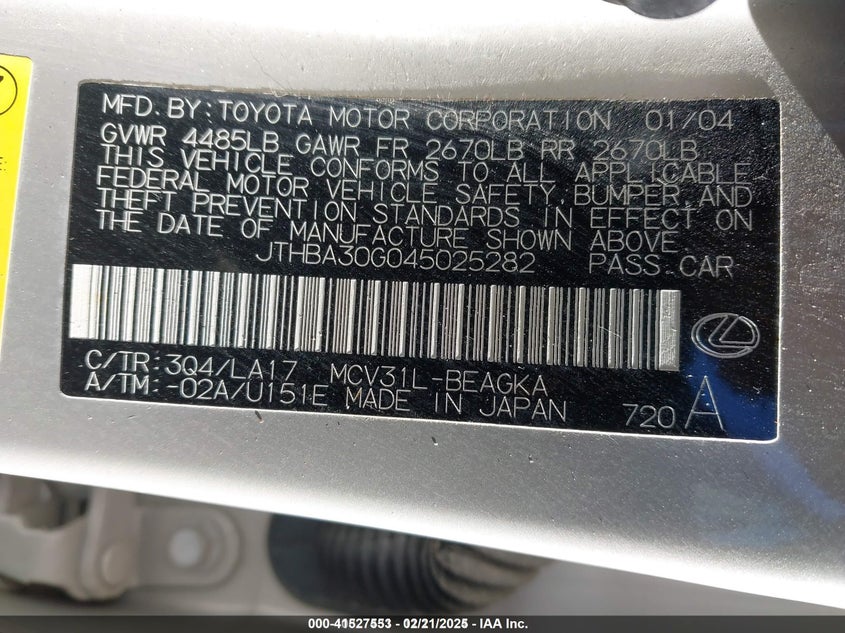 MFD. BY: TOYOTA MOTOR CORPORATION 01/04
GVWR 4485LB GAWR FR 2670LB RR 2670LB
THIS VEHICLE CONFORMS TO ALL APPLICABLE
FEDERAL MOTOR VEHICLE SAFETY, BUMPER, AND
THEFT PREVENTION STANDARDS IN EFFECT ON
THE DATE OF MANUFACTURE SHOWN ABOVE.
JTHBA30G045025282 PASS. CAR
C/TR: 3Q4/LA17 MCV31L-BEAGKA
A/TM: -02A/U151E MADE IN JAPAN 720 A
000-41527553 - 02/21/2025 - IAA Inc.